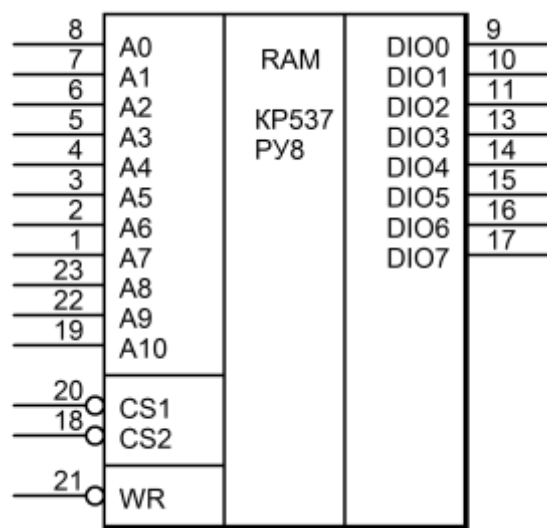 8 A0 RAM DIO0 9
7 A1 DIO1 10
6 A2 DIO2 11
5 A3 КР537 DIO3 13
4 A4 РУ8 DIO4 14
3 A5 DIO5 15
2 A6 DIO6 16
1 A7 DIO7 17
23 A8
22 A9
19 A10
20 CS1
18 CS2
21 WR